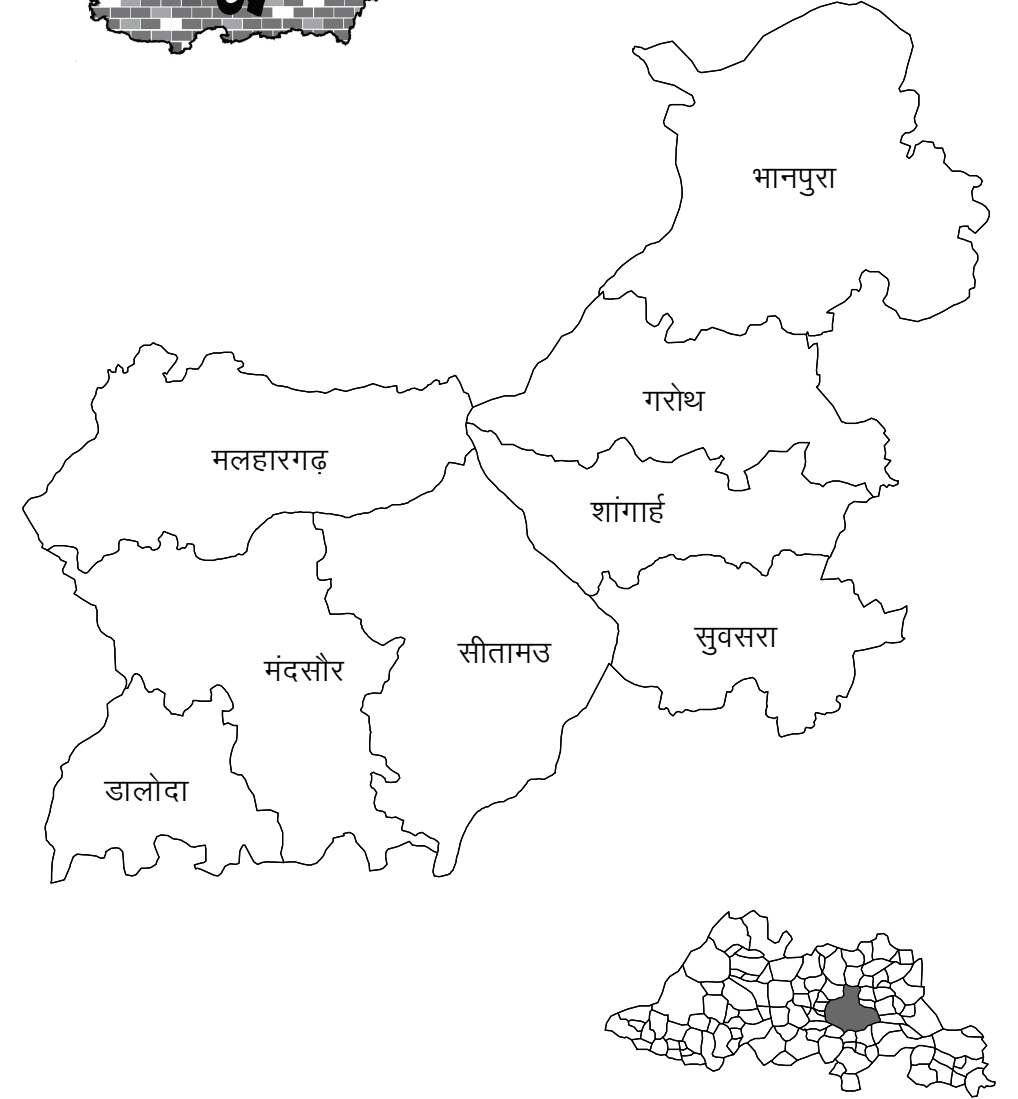 भानपुरा
गरोथ
मलहारगढ़
शांगार्ह
सुवसरा
सीतामउ
मंदसौर
डालोदा